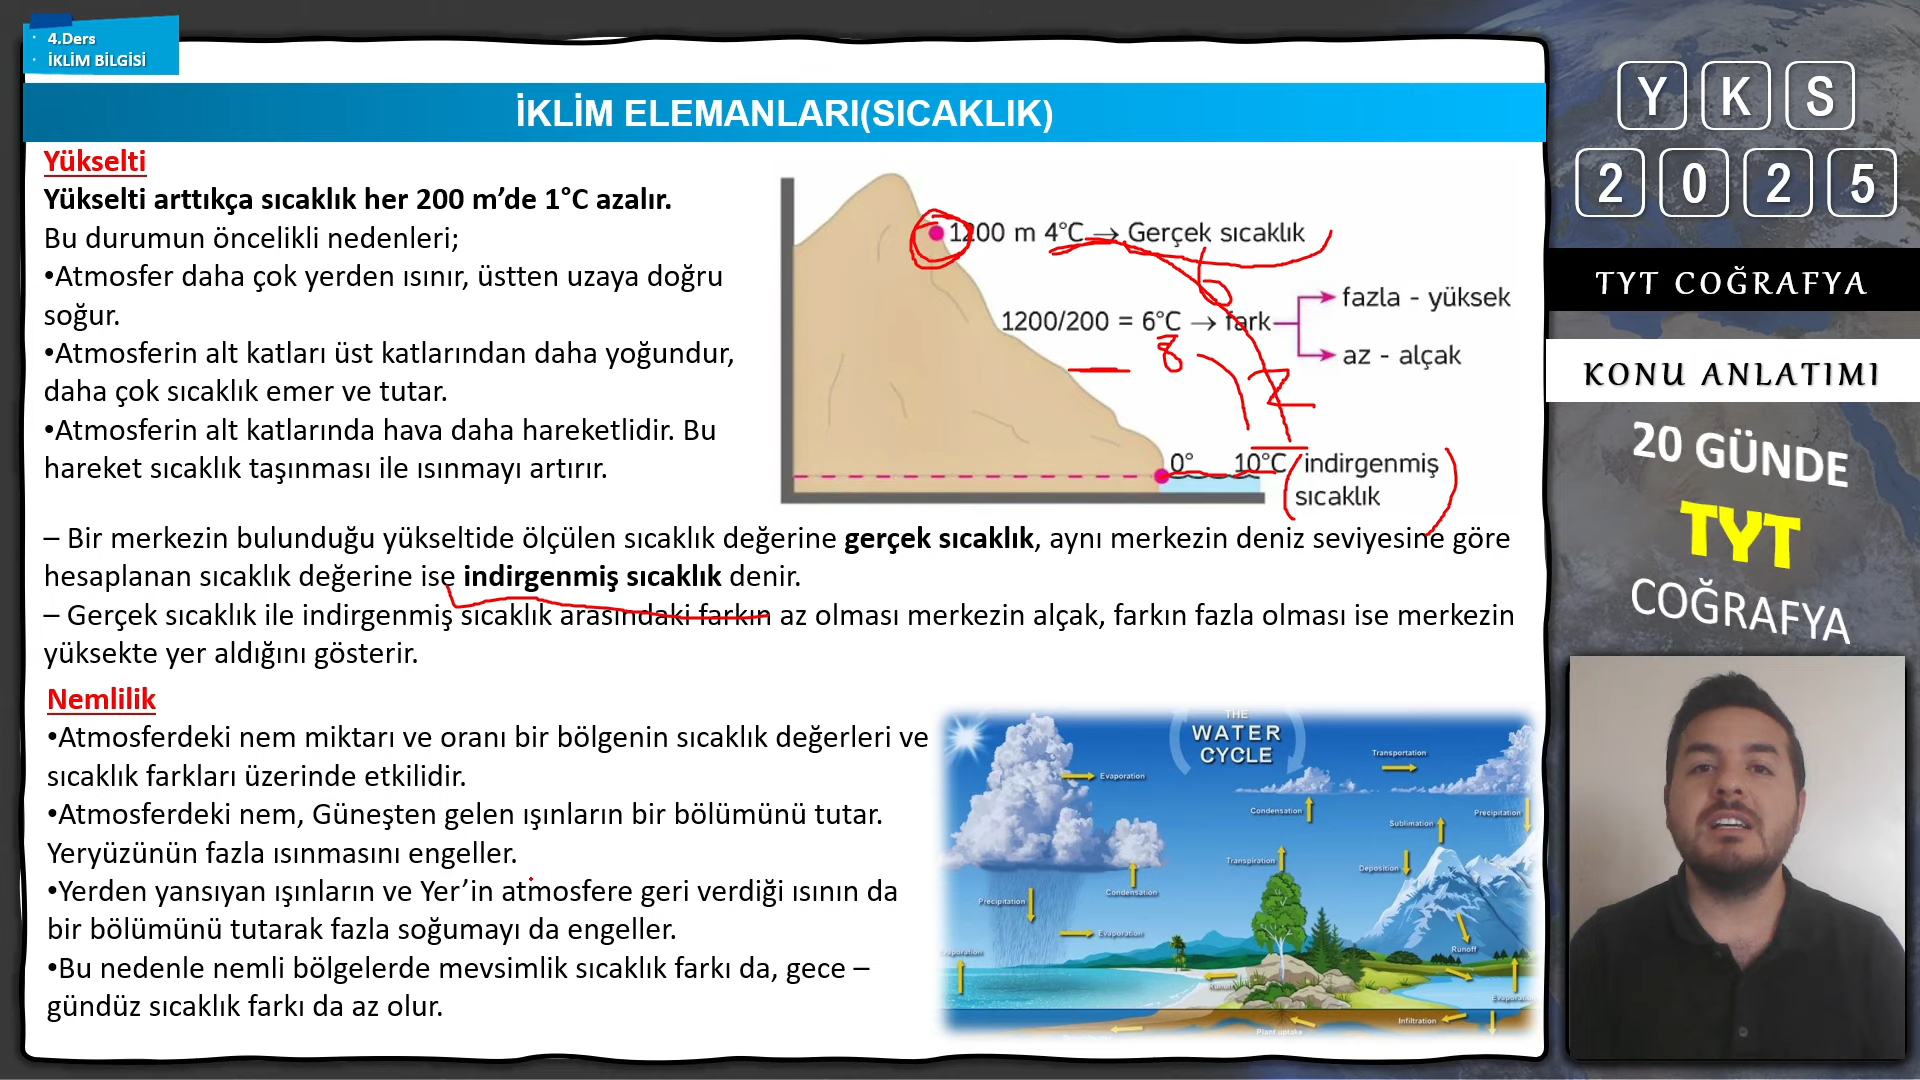 4.Ders
İKLİM BİLGİSİ
İKLİM ELEMANLARI(SICAKLIK)
Yükselti
Yükselti arttıkça sıcaklık her 200 m’de 1°C azalır.
Bu durumun öncelikli nedenleri;
•Atmosfer daha çok yerden ısınır, üstten uzaya doğru
soğur.
•Atmosferin alt katları üst katlarından daha yoğundur,
daha çok sıcaklık emer ve tutar.
•Atmosferin alt katlarında hava daha hareketlidir. Bu
hareket sıcaklık taşınması ile ısınmayı artırır.
1200 m 4°C → Gerçek sıcaklık
6
1200/200 = 6°C → fark
fazla - yüksek
az - alçak
8
0° 10°C indirgenmiş
sıcaklık
– Bir merkezin bulunduğu yükseltide ölçülen sıcaklık değerine gerçek sıcaklık, aynı merkezin deniz seviyesine göre
hesaplanan sıcaklık değerine ise indirgenmiş sıcaklık denir.
– Gerçek sıcaklık ile indirgenmiş sıcaklık arasındaki farkın az olması merkezin alçak, farkın fazla olması ise merkezin
yüksekte yer aldığını gösterir.
Nemlilik
•Atmosferdeki nem miktarı ve oranı bir bölgenin sıcaklık değerleri ve
sıcaklık farkları üzerinde etkilidir.
•Atmosferdeki nem, Güneşten gelen ışınların bir bölümünü tutar.
Yeryüzünün fazla ısınmasını engeller.
•Yerden yansıyan ışınların ve Yer’in atmosfere geri verdiği ısının da
bir bölümünü tutarak fazla soğumayı da engeller.
•Bu nedenle nemli bölgelerde mevsimlik sıcaklık farkı da, gece –
gündüz sıcaklık farkı da az olur.
THE
WATER
CYCLE
Transportation
Evaporation
Condensation
Precipitation
Sublimation
Transpiration
Deposition
Condensation
Precipitation
Evaporation
Runoff
Runoff
Infiltration
Plant uptake
YKS
2025
TYT COĞRAFYA
KONU ANLATIMI
20 GÜNDE
TYT
COĞRAFYA